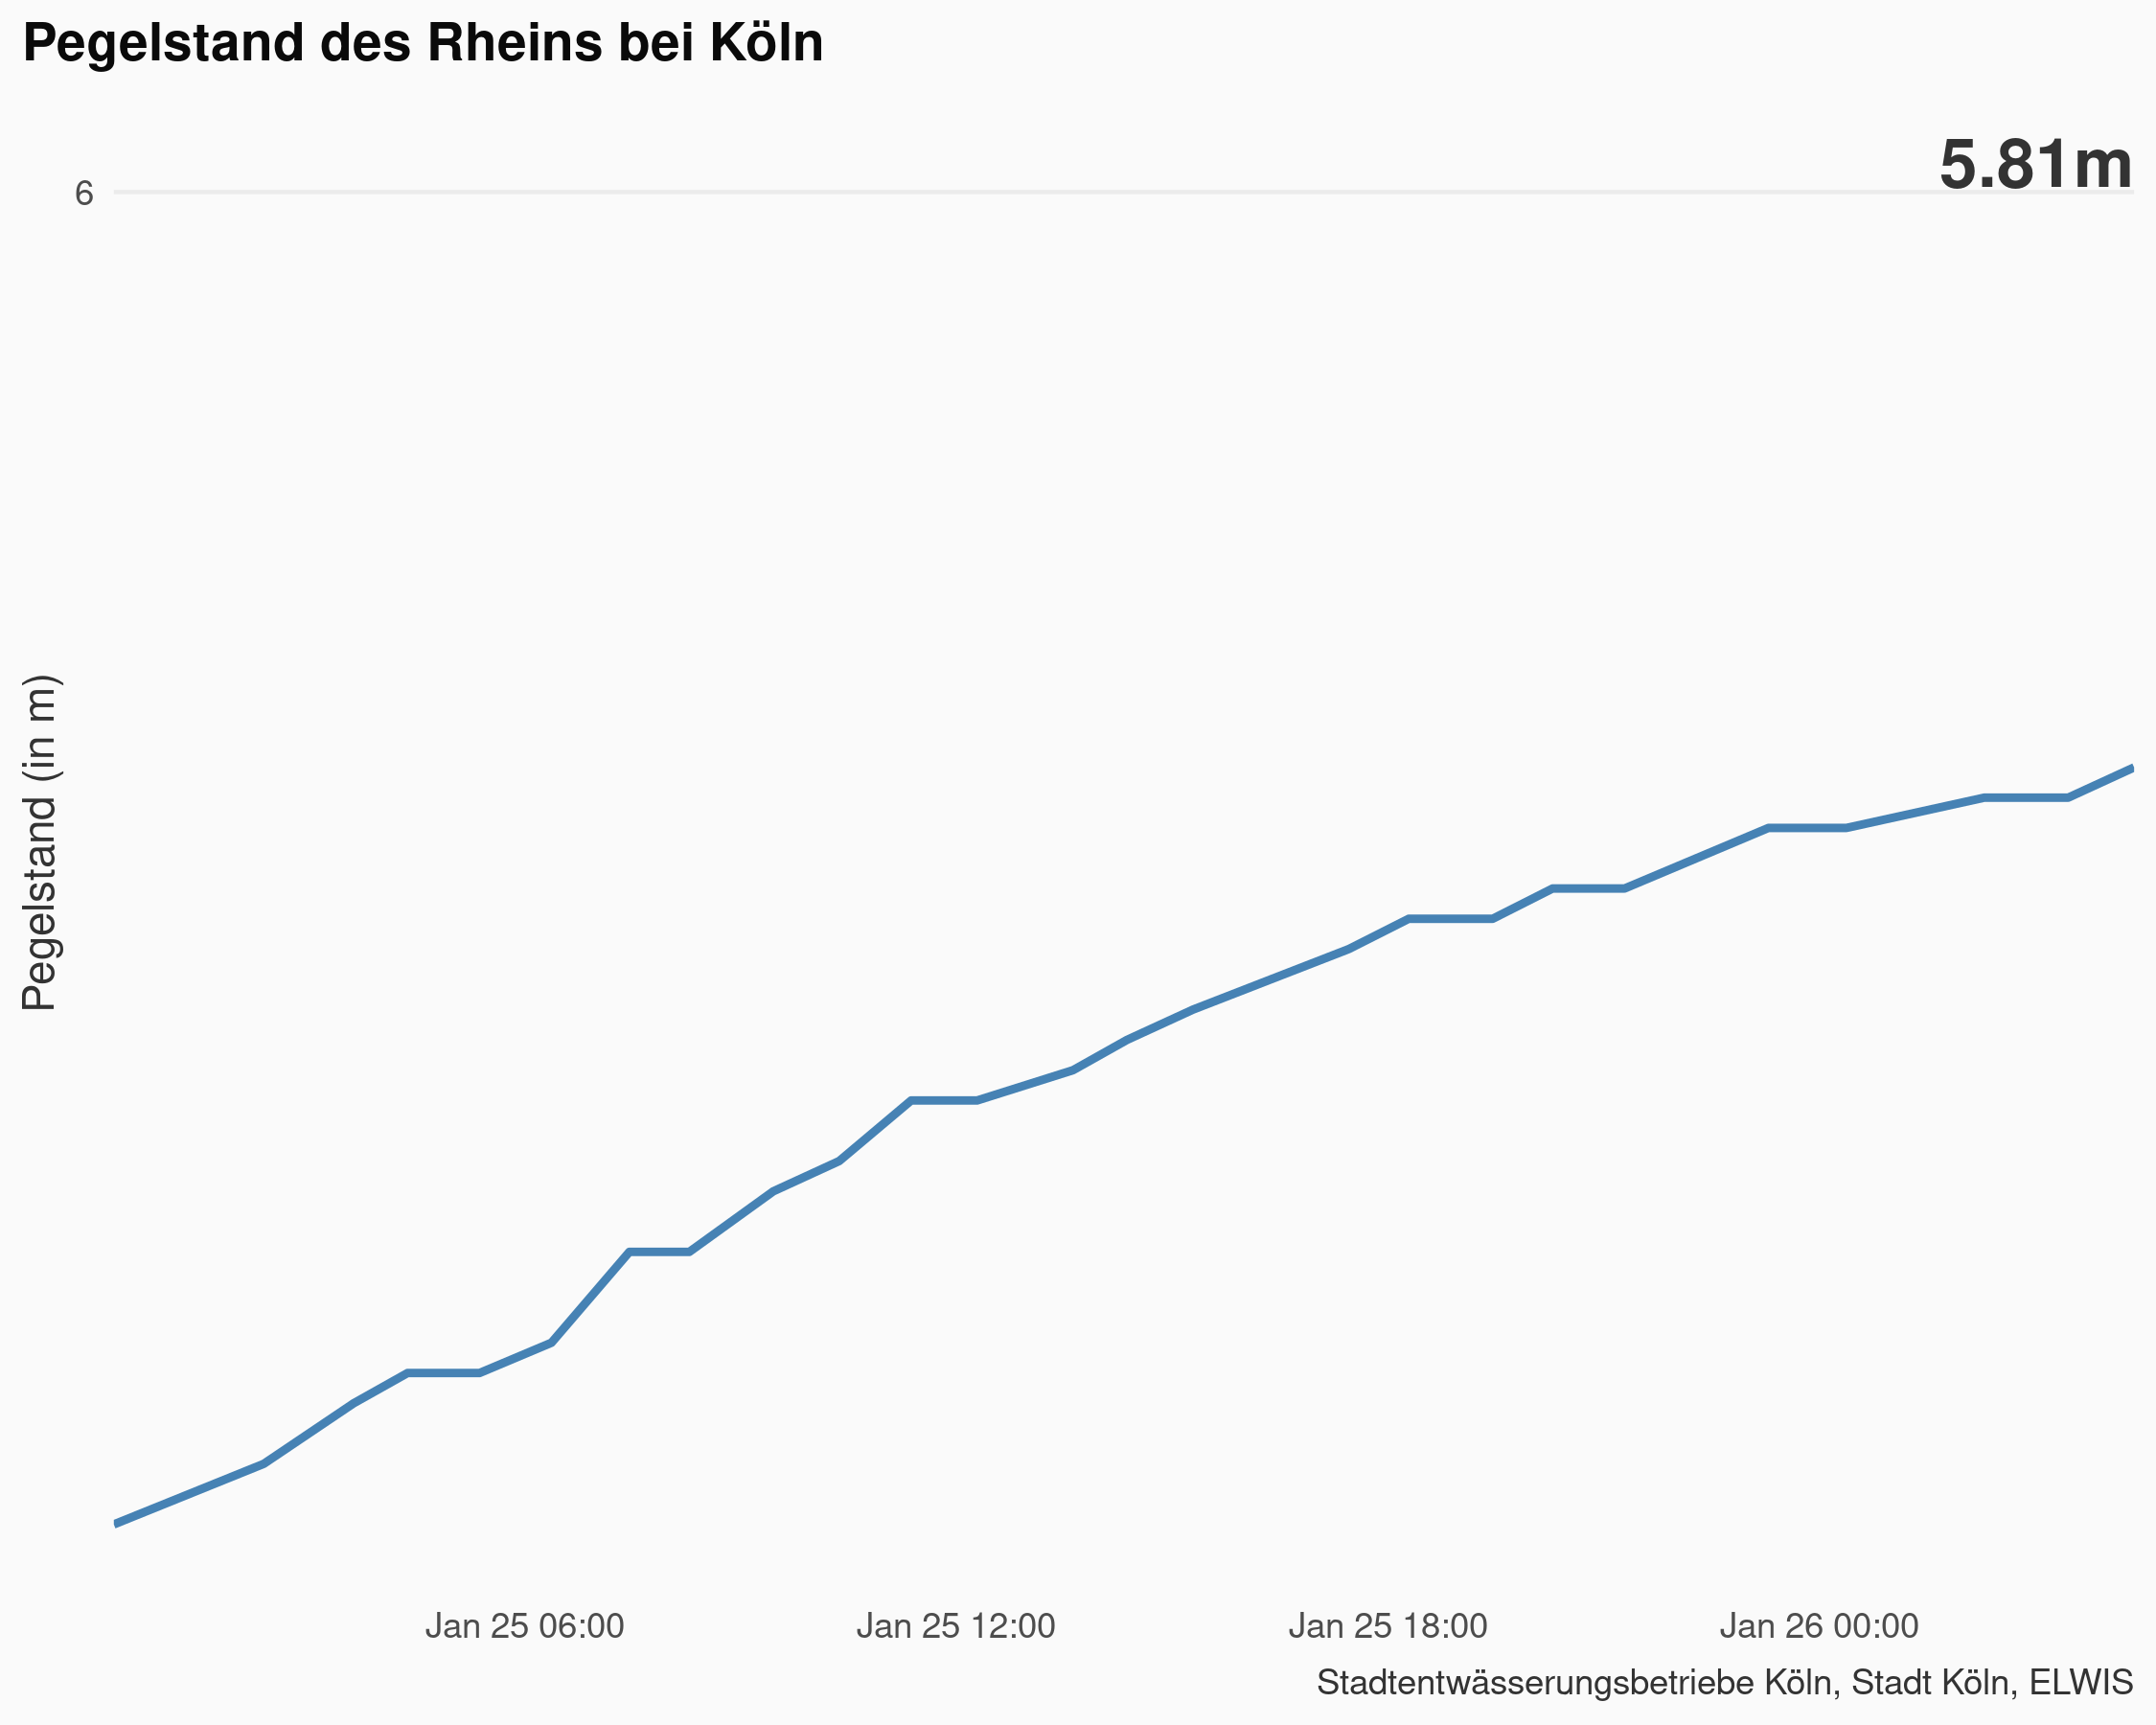 Pegelstand des Rheins bei Köln
5.81m
6
Pegelstand (in m)
Jan 25 06:00
Jan 25 12:00
Jan 25 18:00
Jan 26 00:00
Stadtentwässerungsbetriebe Köln, Stadt Köln, ELWIS